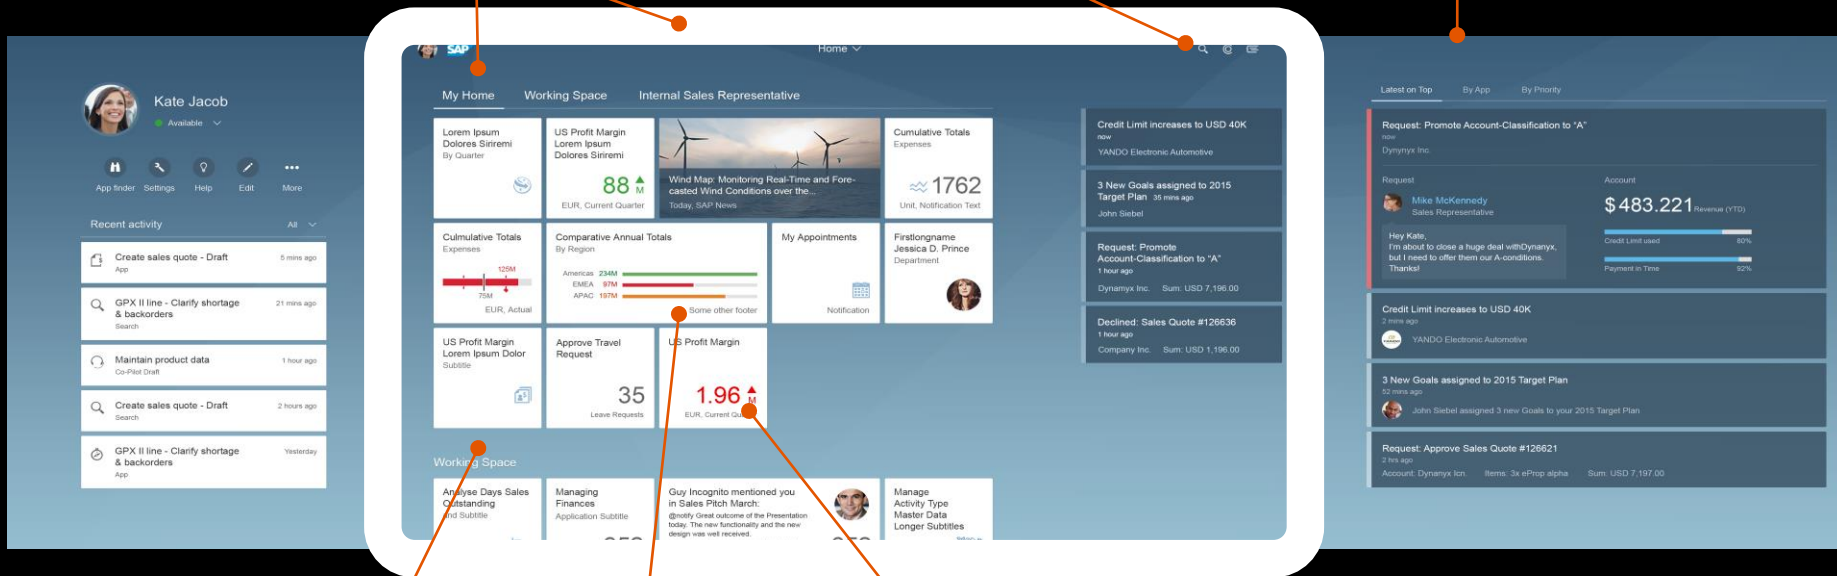 Kate Jacob
Available
App finder
Settings
Help
Edit
More
Recent activity
All
Create sales quote - Draft
5 mins ago
App
GPX II line - Clarify shortage
& backorders
21 mins ago
Search
Maintain product data
1 hour ago
Co-Pilot Draft
Create sales quote - Draft
2 hours ago
Search
GPX II line - Clarify shortage
& backorders
Yesterday
App
SAP
Home
My Home
Working Space
Internal Sales Representative
Lorem Ipsum
Dolores Siriremi
By Quarter
US Profit Margin
Lorem Ipsum
Dolores Siriremi
88
M
EUR, Current Quarter
Wind Map: Monitoring Real-Time and Fore-
casted Wind Conditions over the...
Today, SAP News
Cumulative Totals
Expenses
1762
Unit, Notification Text
Culmulative Totals
Expenses
125M
75M
EUR, Actual
Comparative Annual Totals
By Region
Americas 234M
EMEA 97M
APAC 197M
Some other footer
My Appointments
Notification
Firstlongname
Jessica D. Prince
Department
US Profit Margin
Lorem Ipsum Dolor
Subtitle
Approve Travel
Request
35
Leave Requests
US Profit Margin
1.96
M
EUR, Current
Working Space
Analyse Days Sales
Outstanding
and Subtitle
Managing
Finances
Application Subtitle
Guy Incognito mentioned you
in Sales Pitch March:
@notify Great outcome of the Presentation
today. The new functionality and the new
design was well received.
Manage
Activity Type
Master Data
Longer Subtitles
Credit Limit increases to USD 40K
now
YANDO Electronic Automotive
3 New Goals assigned to 2015
Target Plan 35 mins ago
John Siebel
Request: Promote
Account-Classification to "A"
1 hour ago
Dynamyx Inc. Sum: USD 7,196.00
Declined: Sales Quote #126636
1 hour ago
Company Inc. Sum: USD 1,196.00
Latest on Top
By App
By Priority
Request: Promote Account-Classification to "A"
now
Dynynyx Inc.
Request
Account
Mike McKennedy
Sales Representative
$ 483.221 Revenue (YTD)
Hey Kate,
I'm about to close a huge deal withDynanyx,
but I need to offer them our A-conditions.
Thanks!
Credit Limit used
80%
Payment in Time
92%
Credit Limit increases to USD 40K
2 mins ago
YANDO Electronic Automotive
3 New Goals assigned to 2015 Target Plan
52 mins ago
John Siebel assigned 3 new Goals to your 2015 Target Plan
Request: Approve Sales Quote #126621
2 hrs ago
Account: Dynanyx Icn. Items: 3x eProp alpha Sum: USD 7,197.00